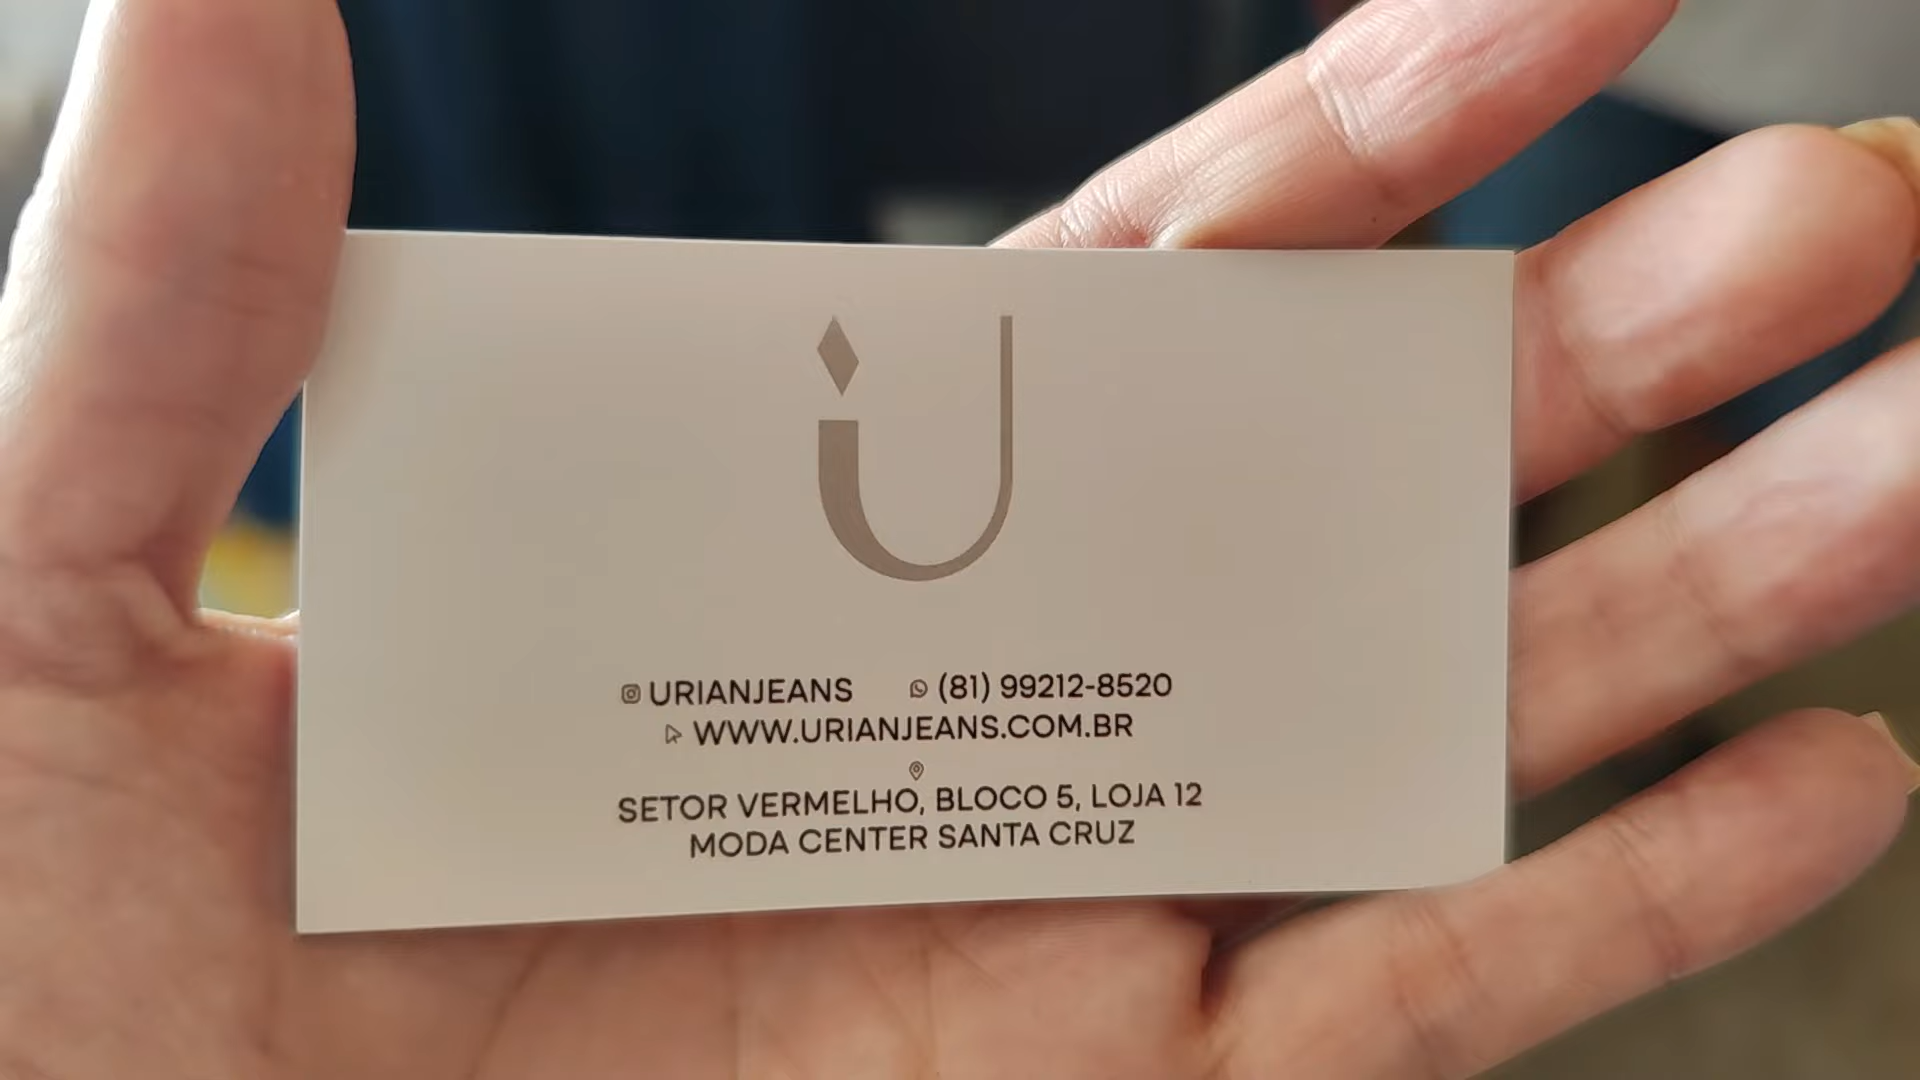 U
URIANJEANS (81) 99212-8520
WWW.URIANJEANS.COM.BR
SETOR VERMELHO, BLOCO 5, LOJA 12
MODA CENTER SANTA CRUZ